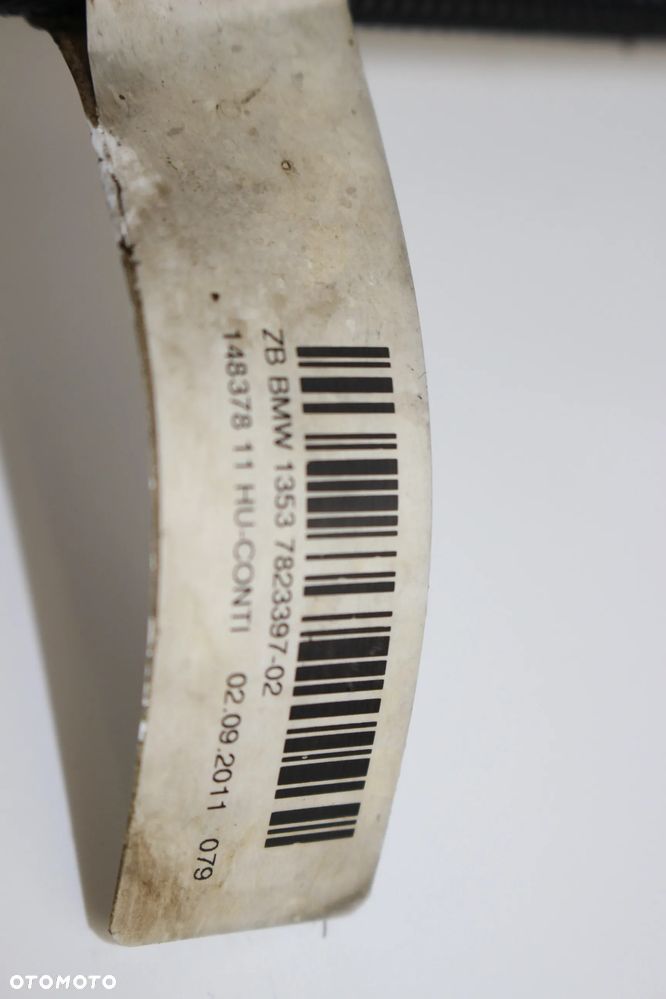 ZB BMW 1353 7823397-02
148378 11 HU-CONTI 02.09.2011 079
OTOMOTO